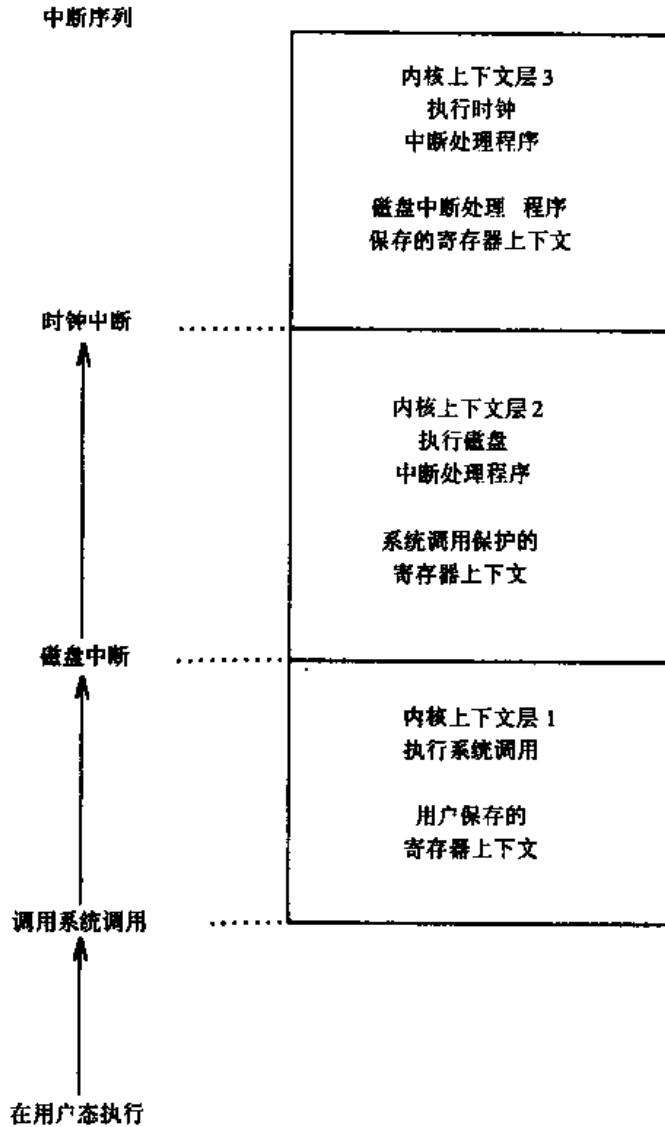 中断序列
内核上下文层 3
执行时钟
中断处理程序
磁盘中断处理 程序
保存的寄存器上下文
时钟中断
内核上下文层 2
执行磁盘
中断处理程序
系统调用保护的
寄存器上下文
磁盘中断
内核上下文层 1
执行系统调用
用户保存的
寄存器上下文
调用系统调用
在用户态执行